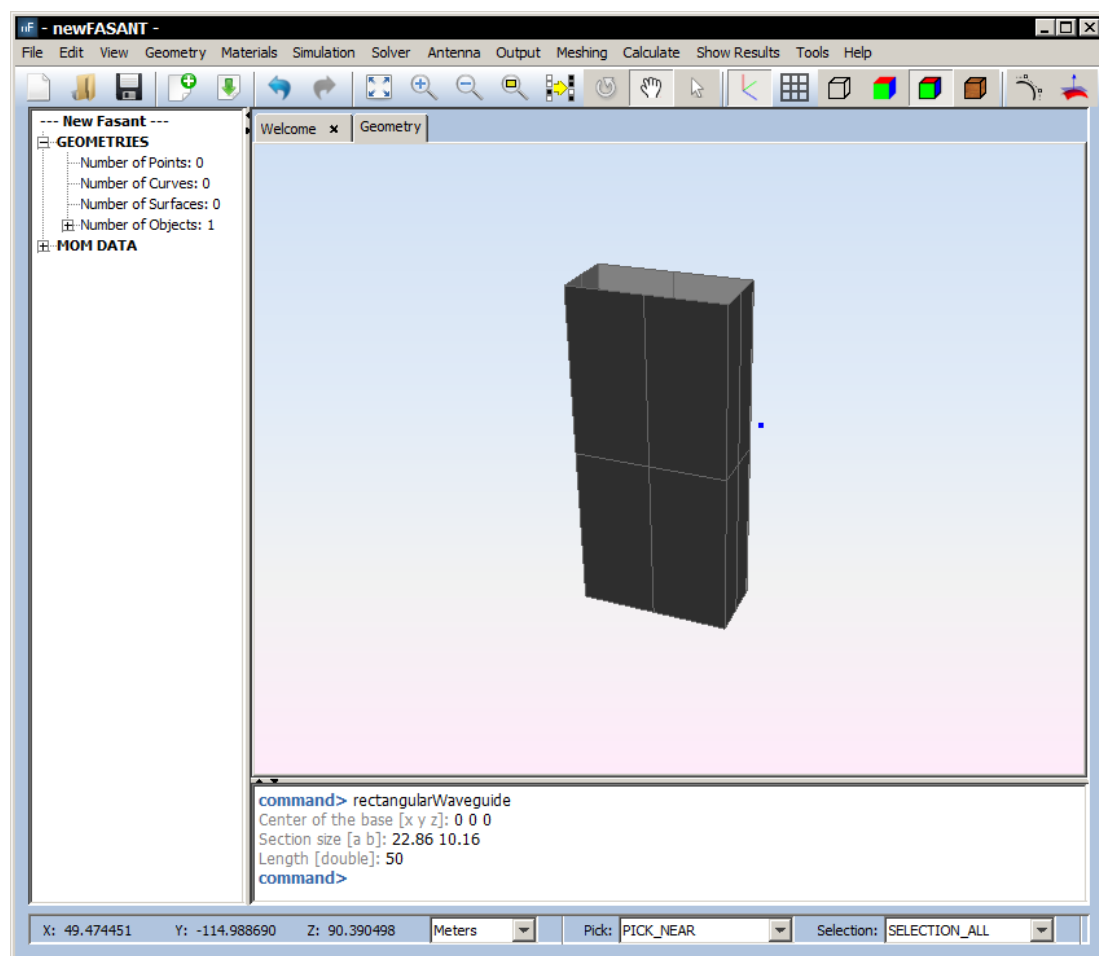 nF - newFASANT -
File Edit View Geometry Materials Simulation Solver Antenna Output Meshing Calculate Show Results Tools Help
--- New Fasant ---
GEOMETRIES
Number of Points: 0
Number of Curves: 0
Number of Surfaces: 0
Number of Objects: 1
MOM DATA
Welcome x Geometry
command> rectangularWaveguide
Center of the base [x y z]: 0 0 0
Section size [a b]: 22.86 10.16
Length [double]: 50
command>
X: 49.474451 Y: -114.988690 Z: 90.390498 Meters Pick: PICK_NEAR Selection: SELECTION_ALL